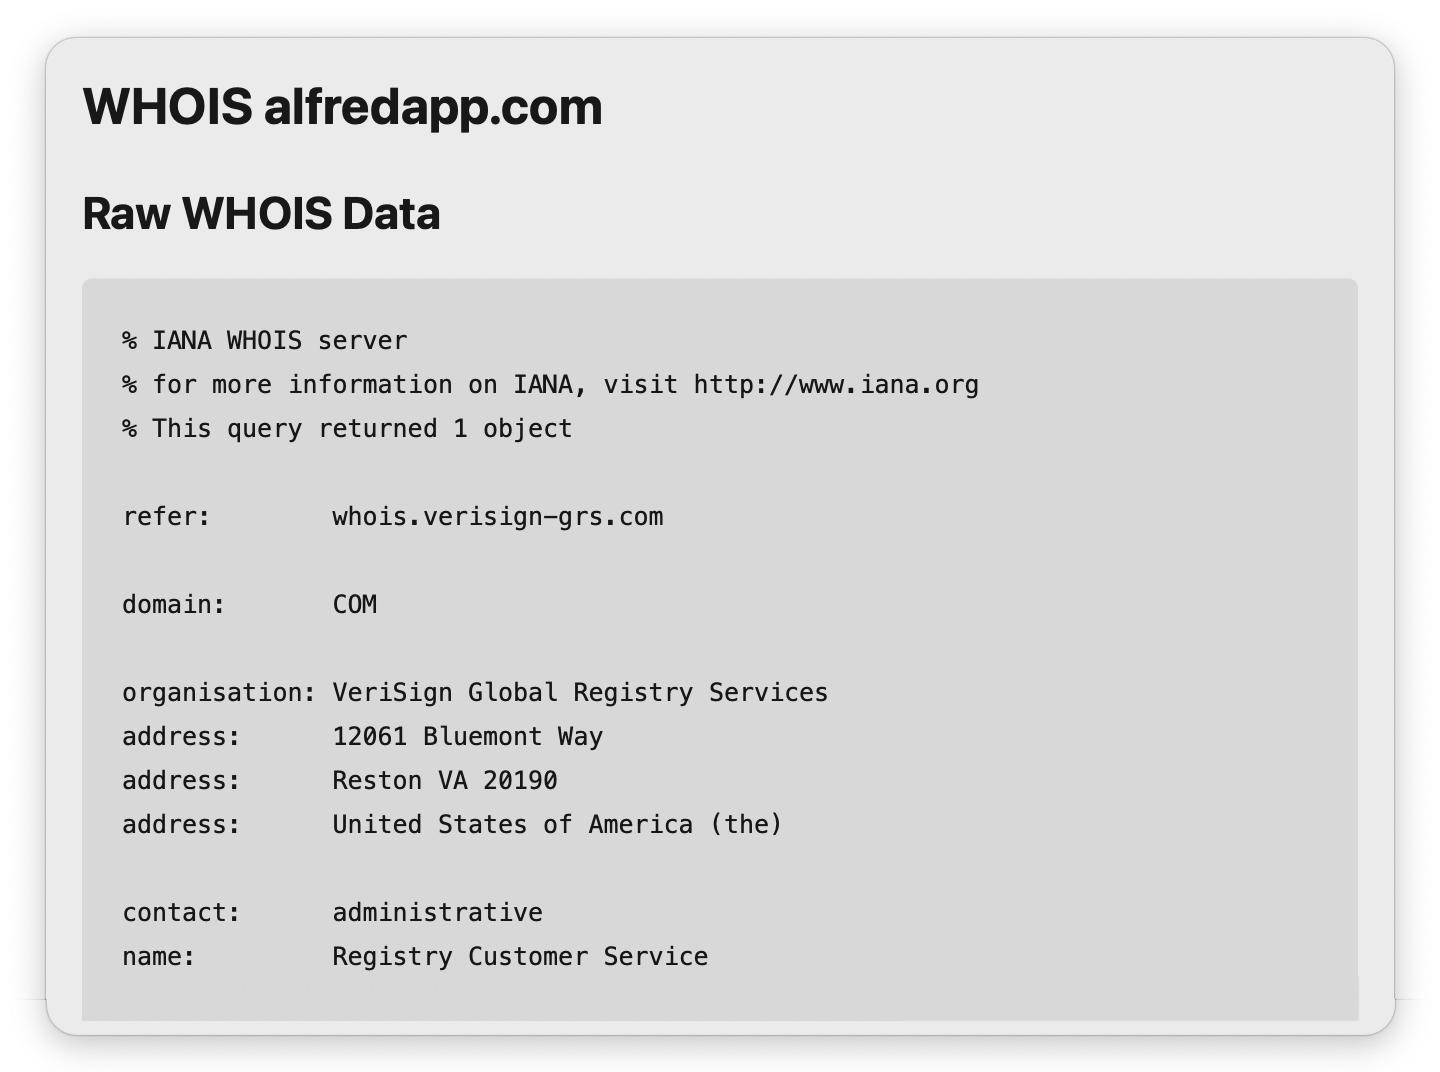 WHOIS alfredapp.com
Raw WHOIS Data
% IANA WHOIS server
% for more information on IANA, visit http://www.iana.org
% This query returned 1 object
refer:        whois.verisign-grs.com
domain:       COM
organisation: VeriSign Global Registry Services
address:      12061 Bluemont Way
address:      Reston VA 20190
address:      United States of America (the)
contact:      administrative
name:         Registry Customer Service